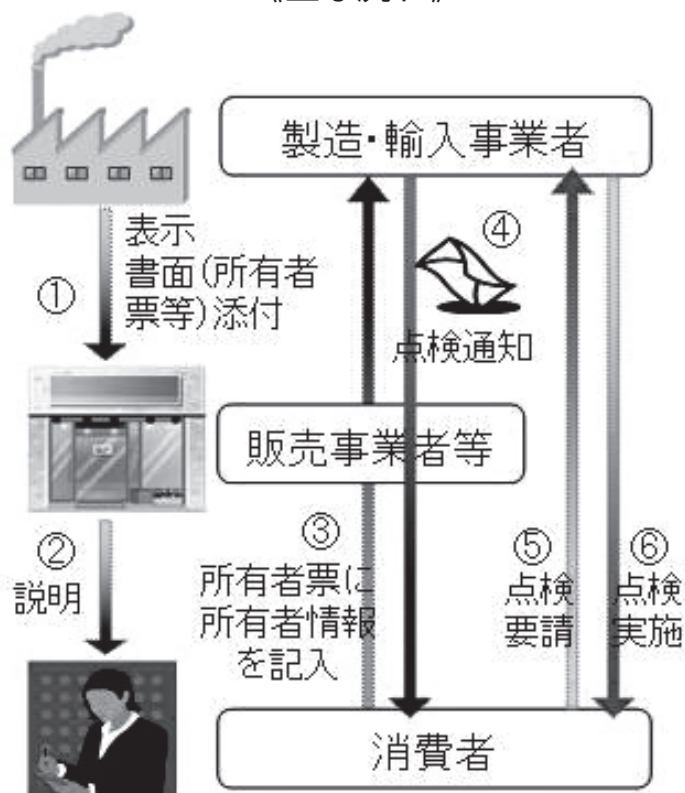 製造・輸入事業者
①
表示
書面(所有者
票等)添付
④
点検通知
販売事業者等
②
説明
③
所有者票に
所有者情報
を記入
⑤
点検
要請
⑥
点検
実施
消費者